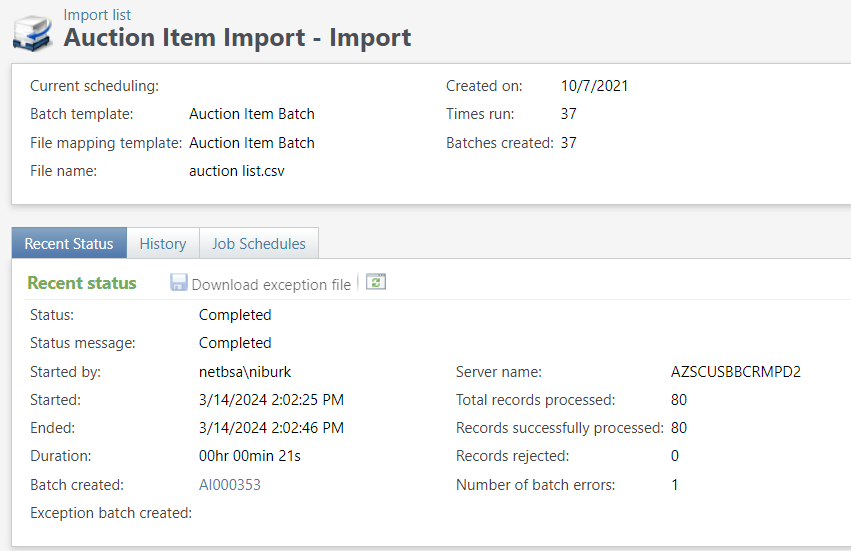 Import list
Auction Item Import - Import
Current scheduling:
Created on: 10/7/2021
Batch template: Auction Item Batch
Times run: 37
File mapping template: Auction Item Batch
Batches created: 37
File name: auction list.csv
Recent Status History Job Schedules
Recent status Download exception file
Status: Completed
Status message: Completed
Started by: netbsa\niburk
Server name: AZSCUSBBCRMPD2
Started: 3/14/2024 2:02:25 PM
Total records processed: 80
Ended: 3/14/2024 2:02:46 PM
Records successfully processed: 80
Duration: 00hr 00min 21s
Records rejected: 0
Batch created: AI000353
Number of batch errors: 1
Exception batch created: